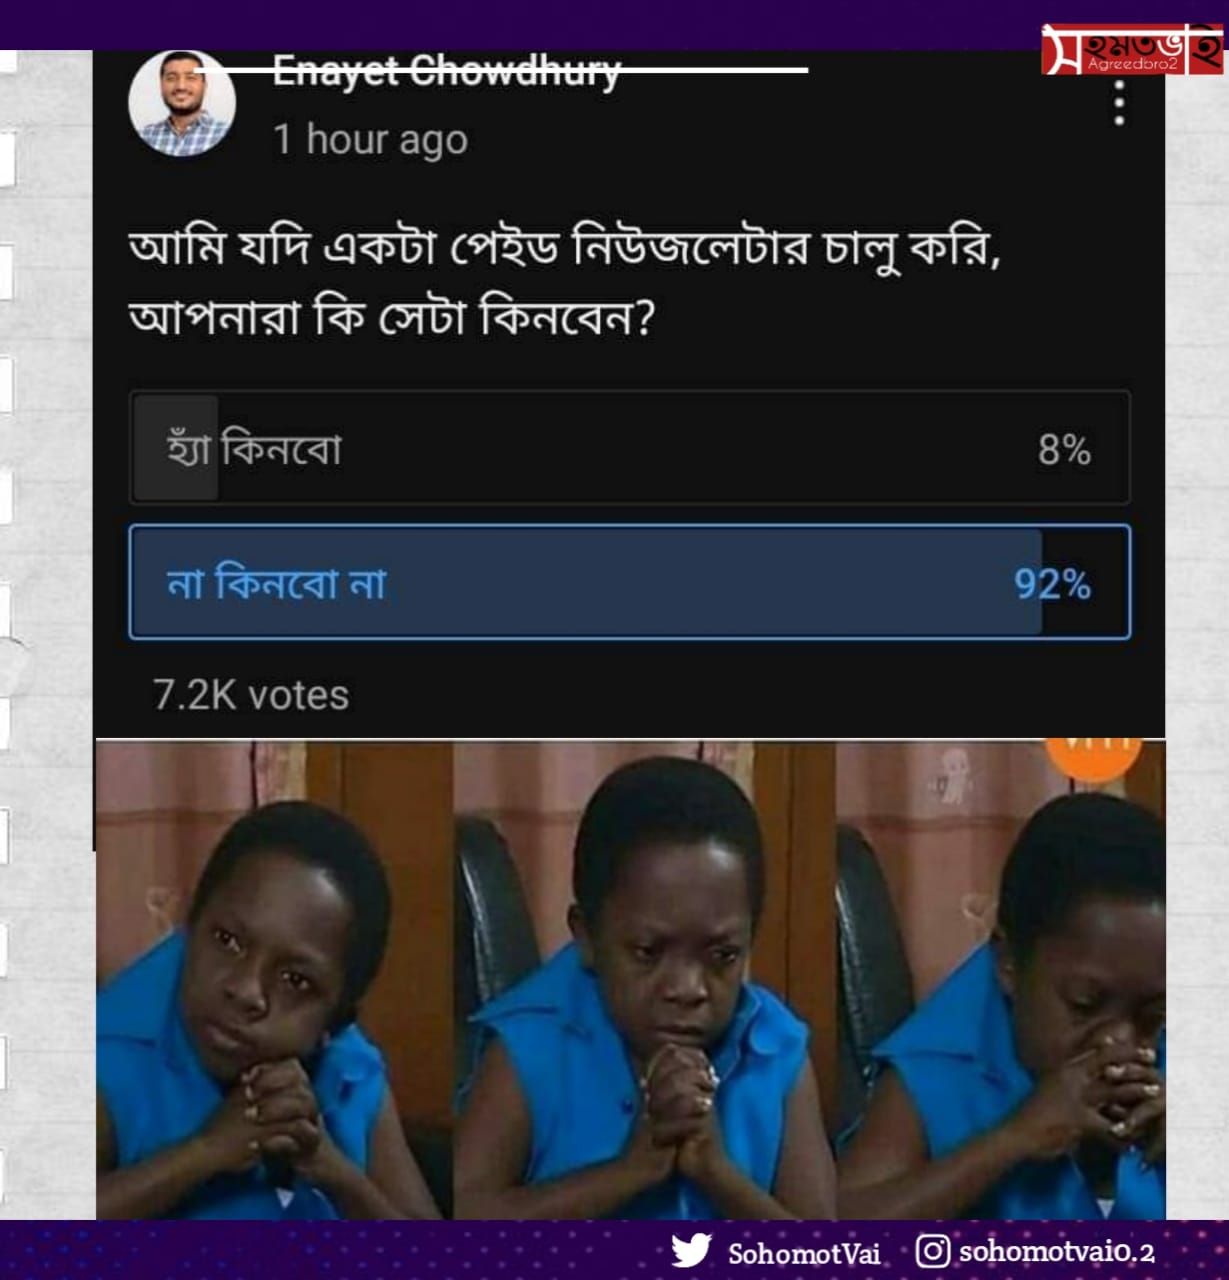 সহমতভাই
Agreedbro2
Enayet Chowdhury
1 hour ago
আমি যদি একটা পেইড নিউজলেটার চালু করি,
আপনারা কি সেটা কিনবেন?
হ্যাঁ কিনবো 8%
না কিনবো না 92%
7.2K votes
SohomotVai sohomotvai0.2